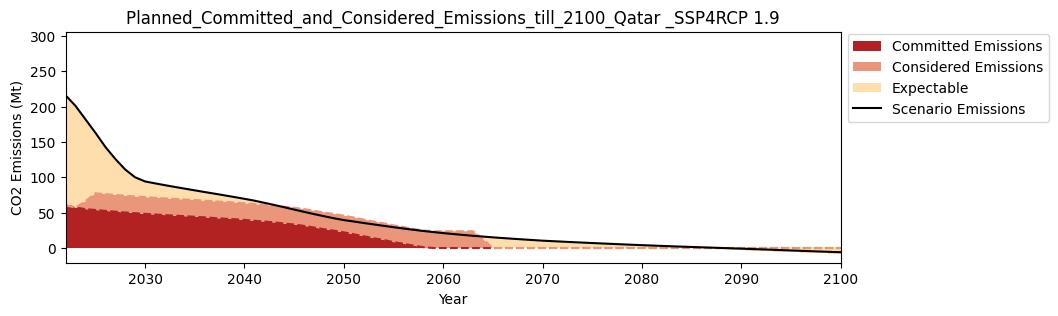 Planned_Committed_and_Considered_Emissions_till_2100_Qatar _SSP4RCP 1.9
300
250
200
150
100
50
0
CO2 Emissions (Mt)
2030 2040 2050 2060 2070 2080 2090 2100
Year
Committed Emissions
Considered Emissions
Expectable
Scenario Emissions